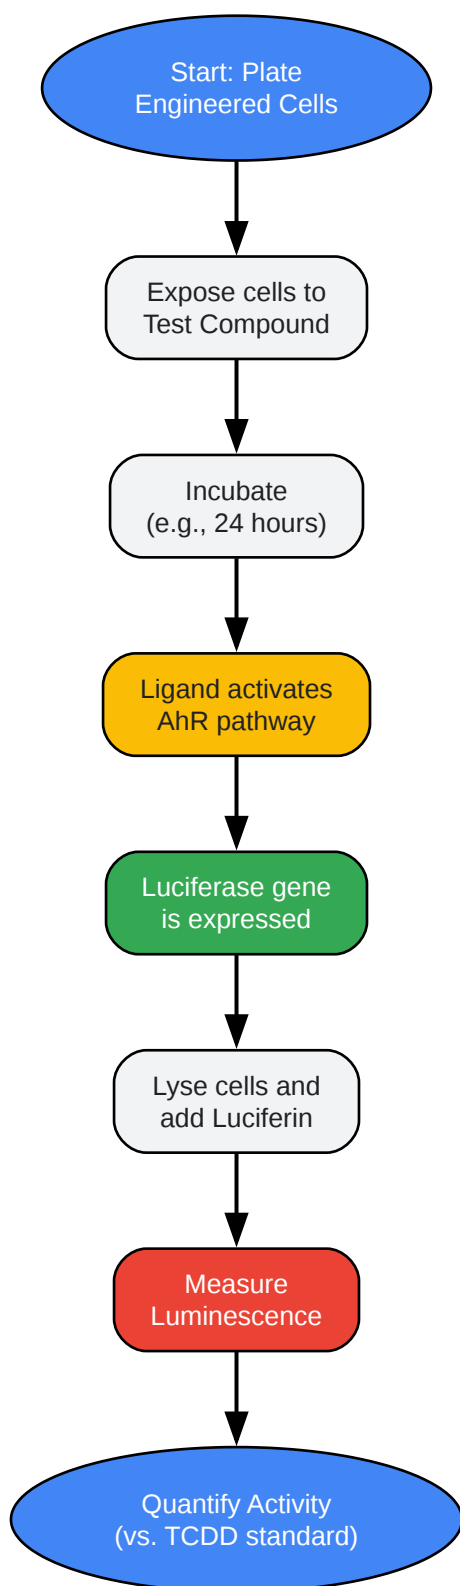 Start: Plate
Engineered Cells
Expose cells to
Test Compound
Incubate
(e.g., 24 hours)
Ligand activates
AhR pathway
Luciferase gene
is expressed
Lyse cells and
add Luciferin
Measure
Luminescence
Quantify Activity
(vs. TCDD standard)